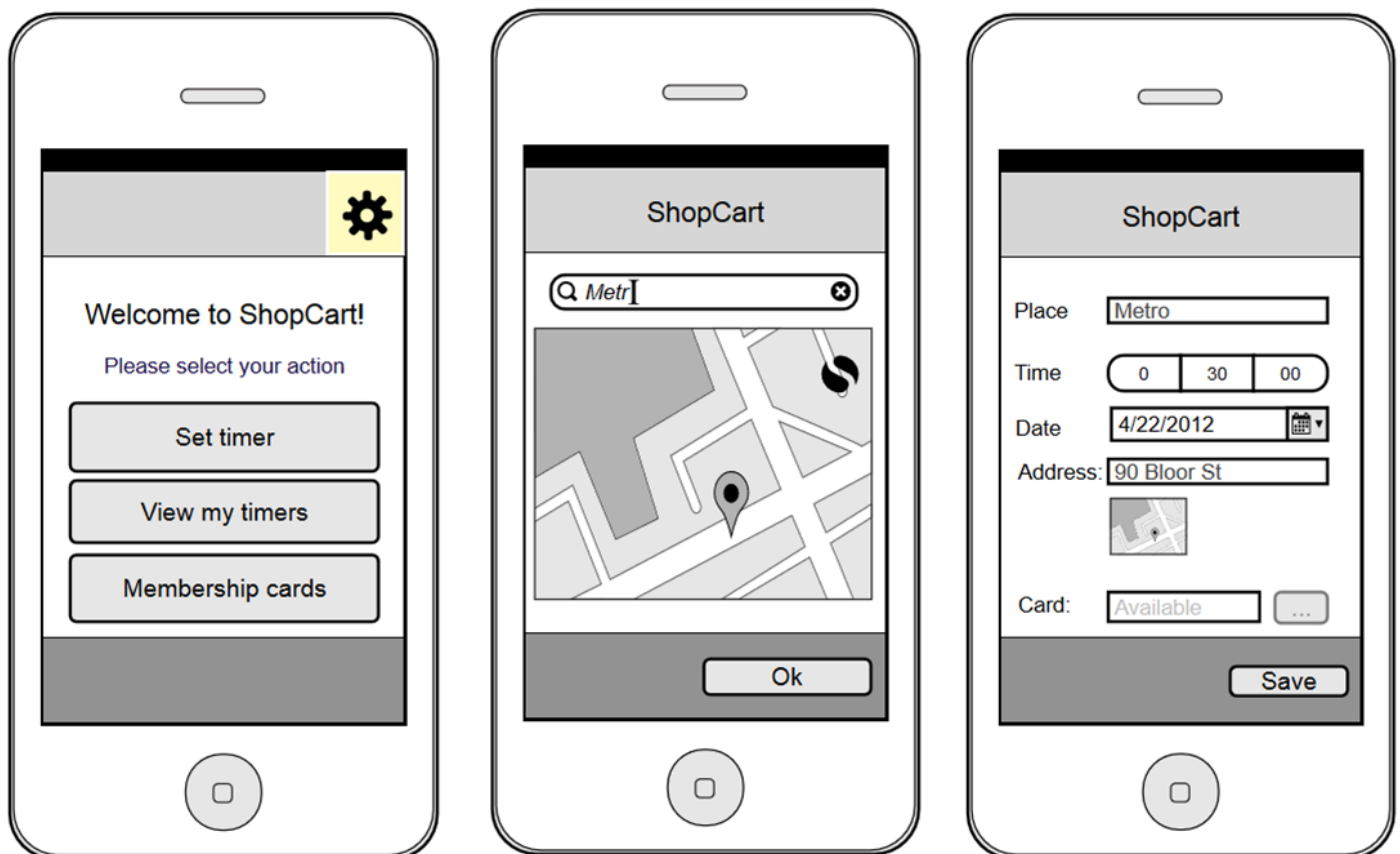 Welcome to ShopCart!
Please select your action
Set timer
View my timers
Membership cards
ShopCart
Metr
Ok
ShopCart
Place Metro
Time 0 30 00
Date 4/22/2012
Address: 90 Bloor St
Card: Available ...
Save